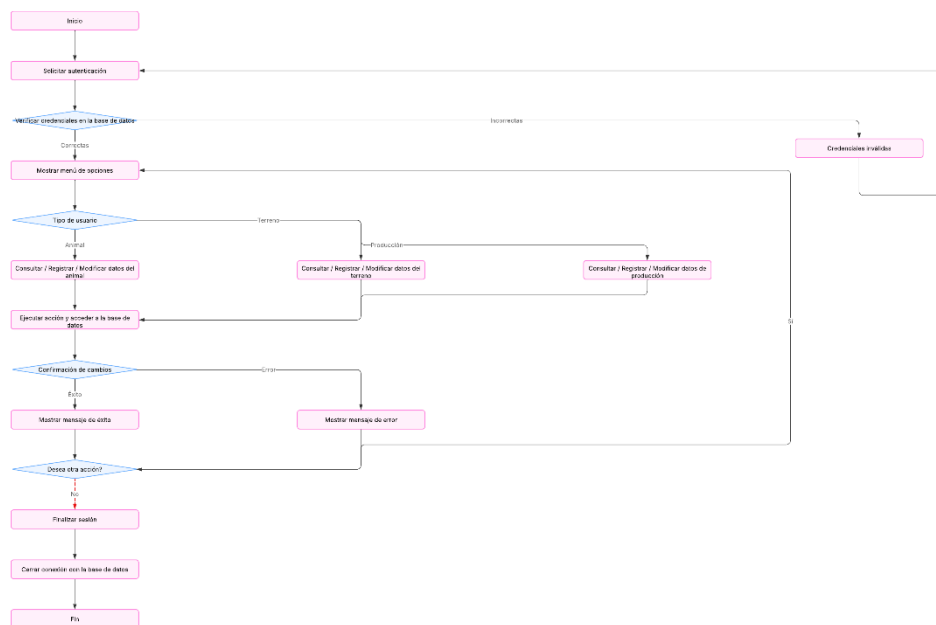 Inicio
Solicitar autenticación
Verificar credenciales en la base de datos
Incorrectas
Correctas
Credenciales inválidas
Mostrar menú de opciones
Tipo de usuario
Terreno
Animal
Producción
Consultar / Registrar / Modificar datos del
animal
Consultar / Registrar / Modificar datos del
terreno
Consultar / Registrar / Modificar datos de
producción
Ejecutar acción y acceder a la base de
datos
Sí
Confirmación de cambios
Error
Éxito
Mostrar mensaje de éxito
Mostrar mensaje de error
Desea otra acción?
No
Finalizar sesión
Cerrar conexión con la base de datos
Fin